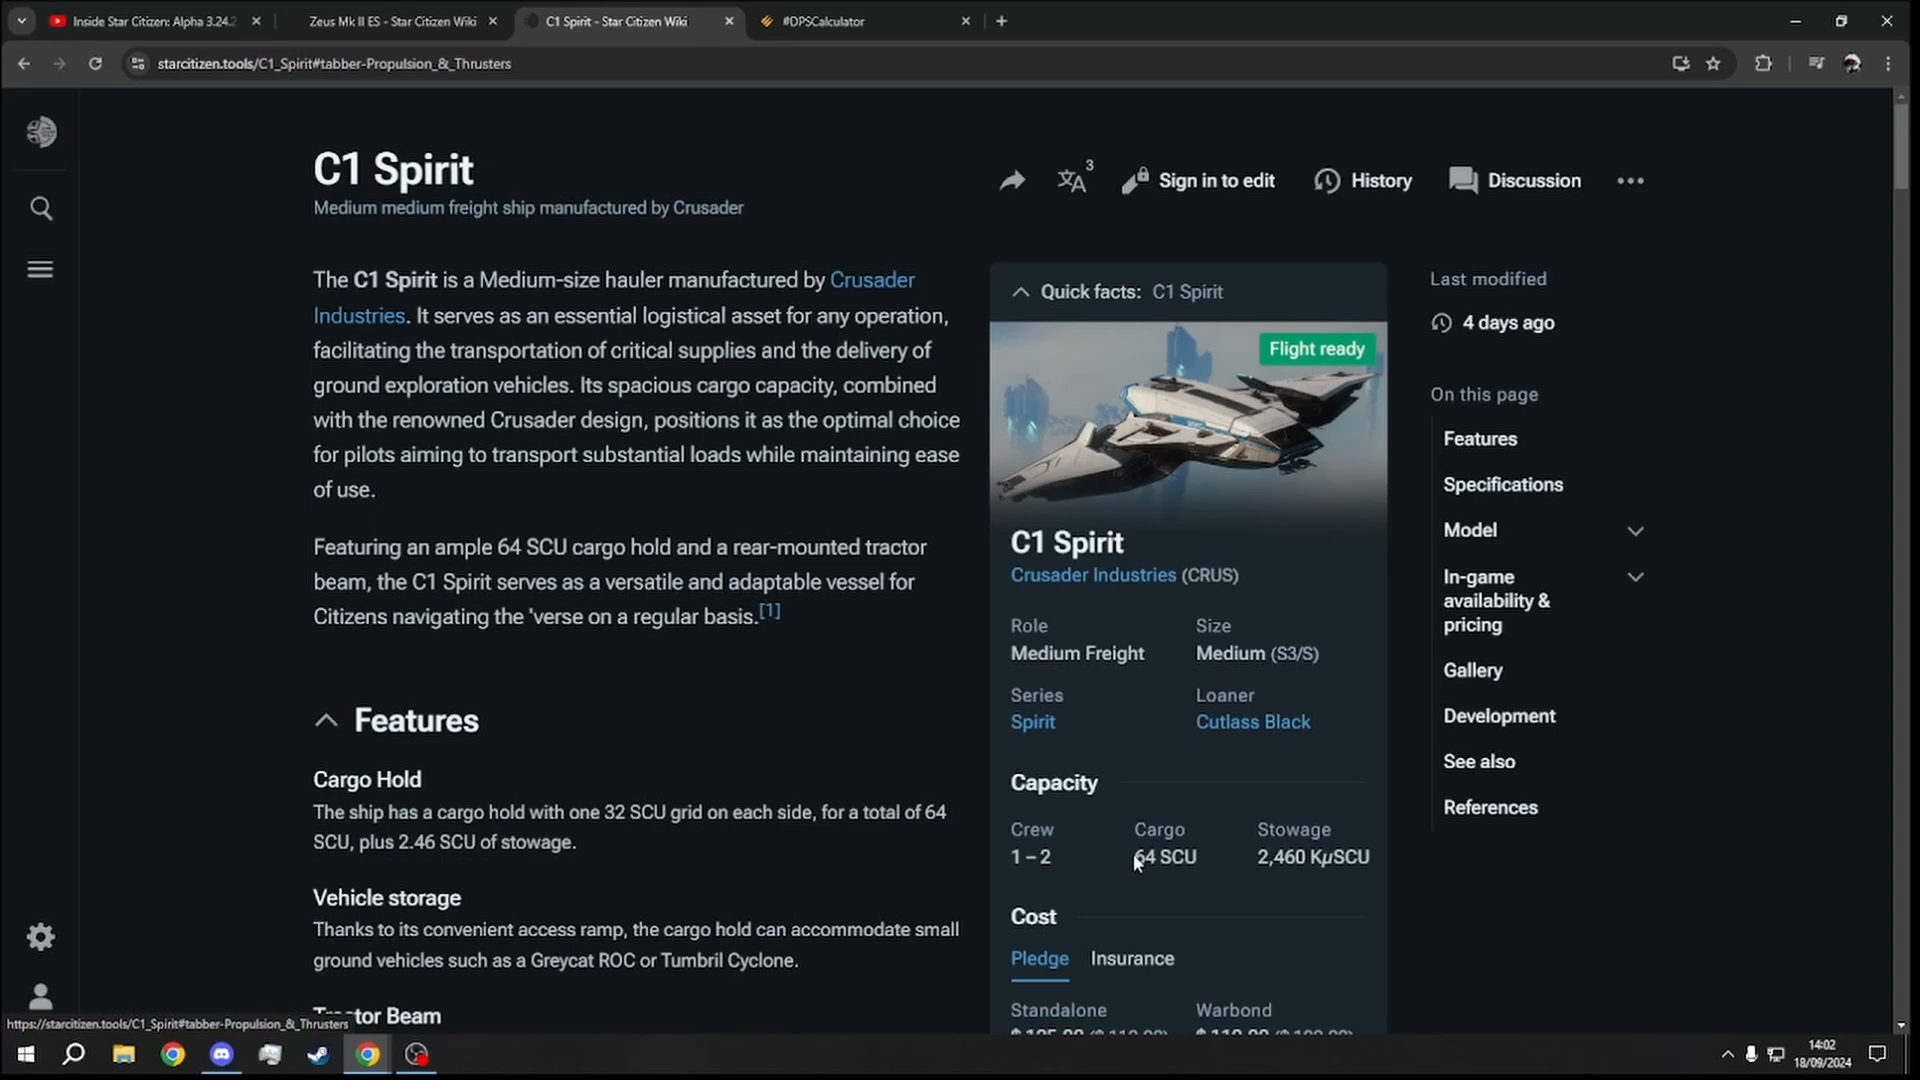 Inside Star Citizen: Alpha 3.24.2
Zeus Mk II ES - Star Citizen Wiki
C1 Spirit - Star Citizen Wiki
#DPSCalculator
starcitizen.tools/C1_Spirit#tabber-Propulsion_&_Thrusters
C1 Spirit
Medium medium freight ship manufactured by Crusader
3
Sign in to edit
History
Discussion
The C1 Spirit is a Medium-size hauler manufactured by Crusader
Industries. It serves as an essential logistical asset for any operation,
facilitating the transportation of critical supplies and the delivery of
ground exploration vehicles. Its spacious cargo capacity, combined
with the renowned Crusader design, positions it as the optimal choice
for pilots aiming to transport substantial loads while maintaining ease
of use.
Featuring an ample 64 SCU cargo hold and a rear-mounted tractor
beam, the C1 Spirit serves as a versatile and adaptable vessel for
Citizens navigating the 'verse on a regular basis.[1]
Features
Cargo Hold
The ship has a cargo hold with one 32 SCU grid on each side, for a total of 64
SCU, plus 2.46 SCU of stowage.
Vehicle storage
Thanks to its convenient access ramp, the cargo hold can accommodate small
ground vehicles such as a Greycat ROC or Tumbril Cyclone.
Tractor Beam
Quick facts: C1 Spirit
Flight ready
C1 Spirit
Crusader Industries (CRUS)
Role
Size
Medium Freight
Medium (S3/S)
Series
Loaner
Spirit
Cutlass Black
Capacity
Crew
Cargo
Stowage
1 – 2
64 SCU
2,460 KμSCU
Cost
Pledge
Insurance
Standalone
Warbond
Last modified
4 days ago
On this page
Features
Specifications
Model
In-game
availability &
pricing
Gallery
Development
See also
References
https://starcitizen.tools/C1_Spirit#tabber-Propulsion_&_Thrusters
14:02
18/09/2024